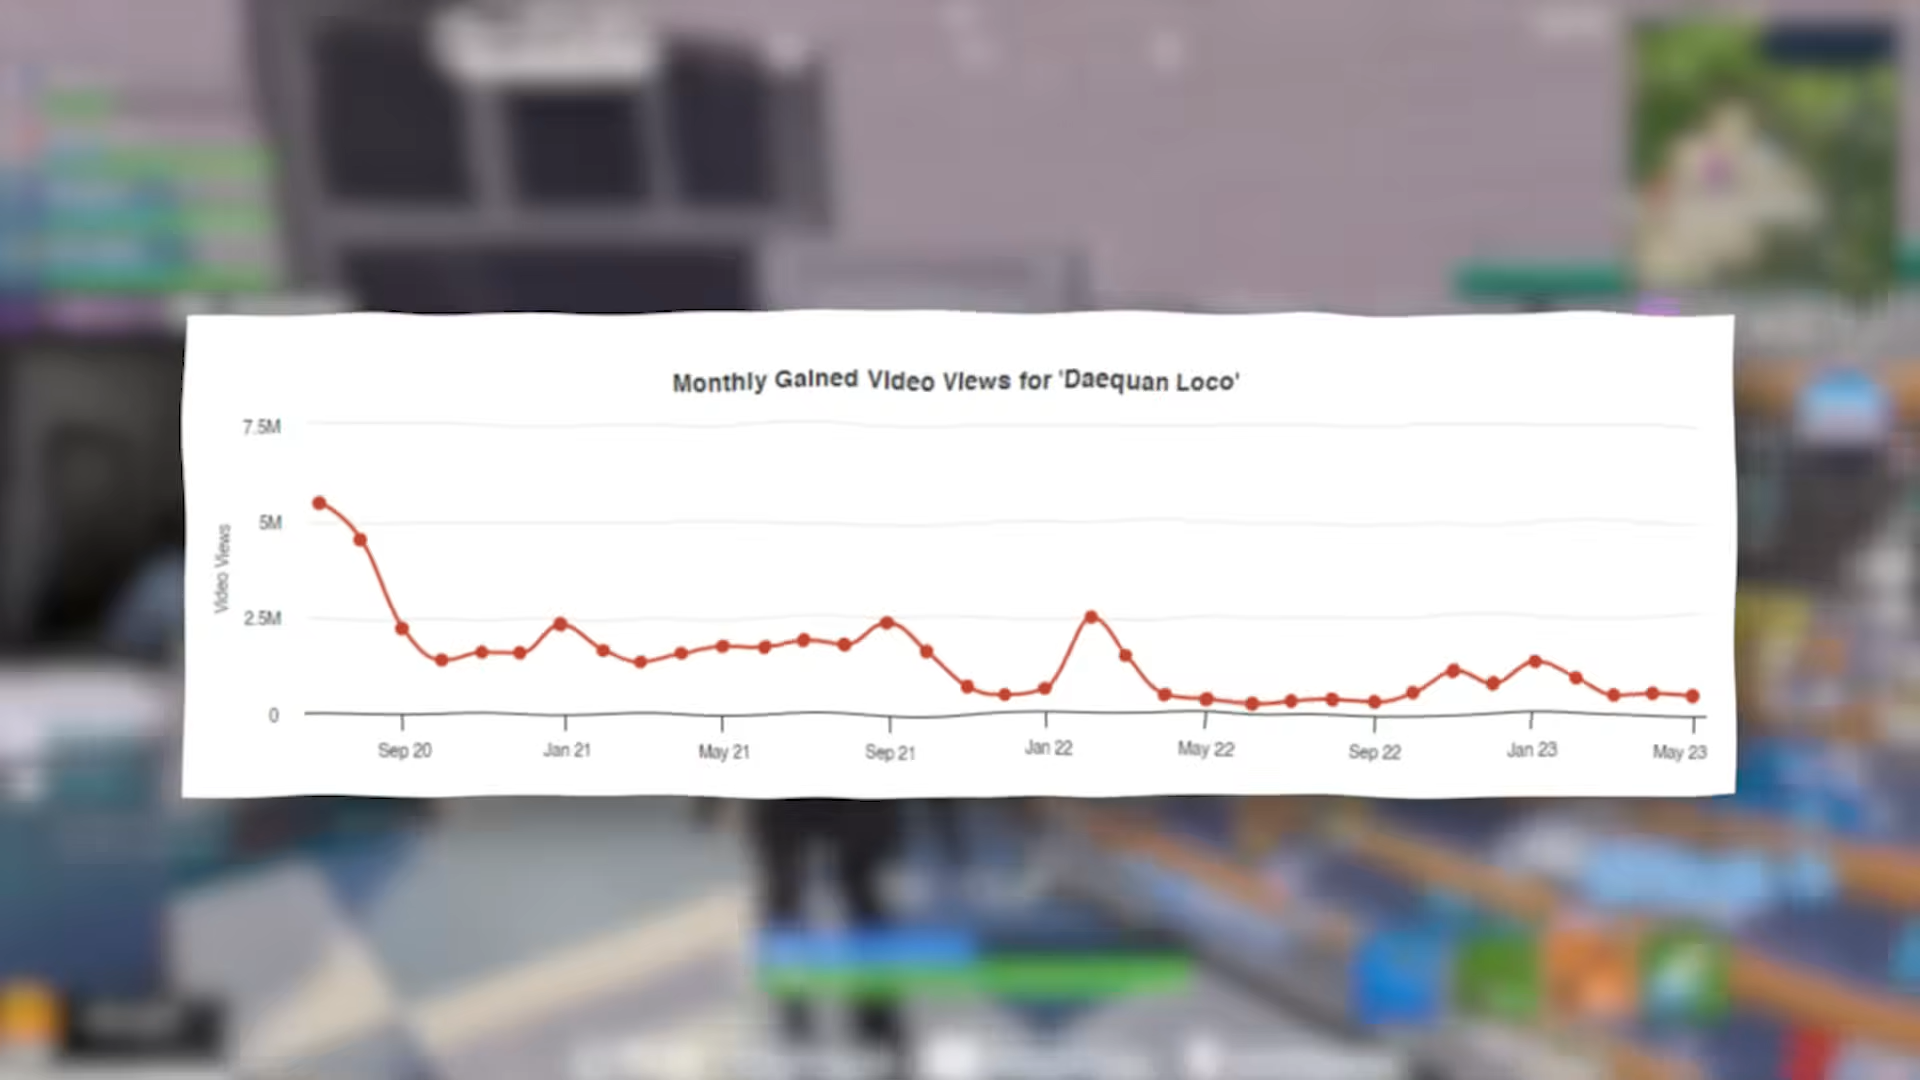 Monthly Gained Video Views for 'Daequan Loco'
7.5M
5M
2.5M
0
Video Views
Sep 20
Jan 21
May 21
Sep 21
Jan 22
May 22
Sep 22
Jan 23
May 23